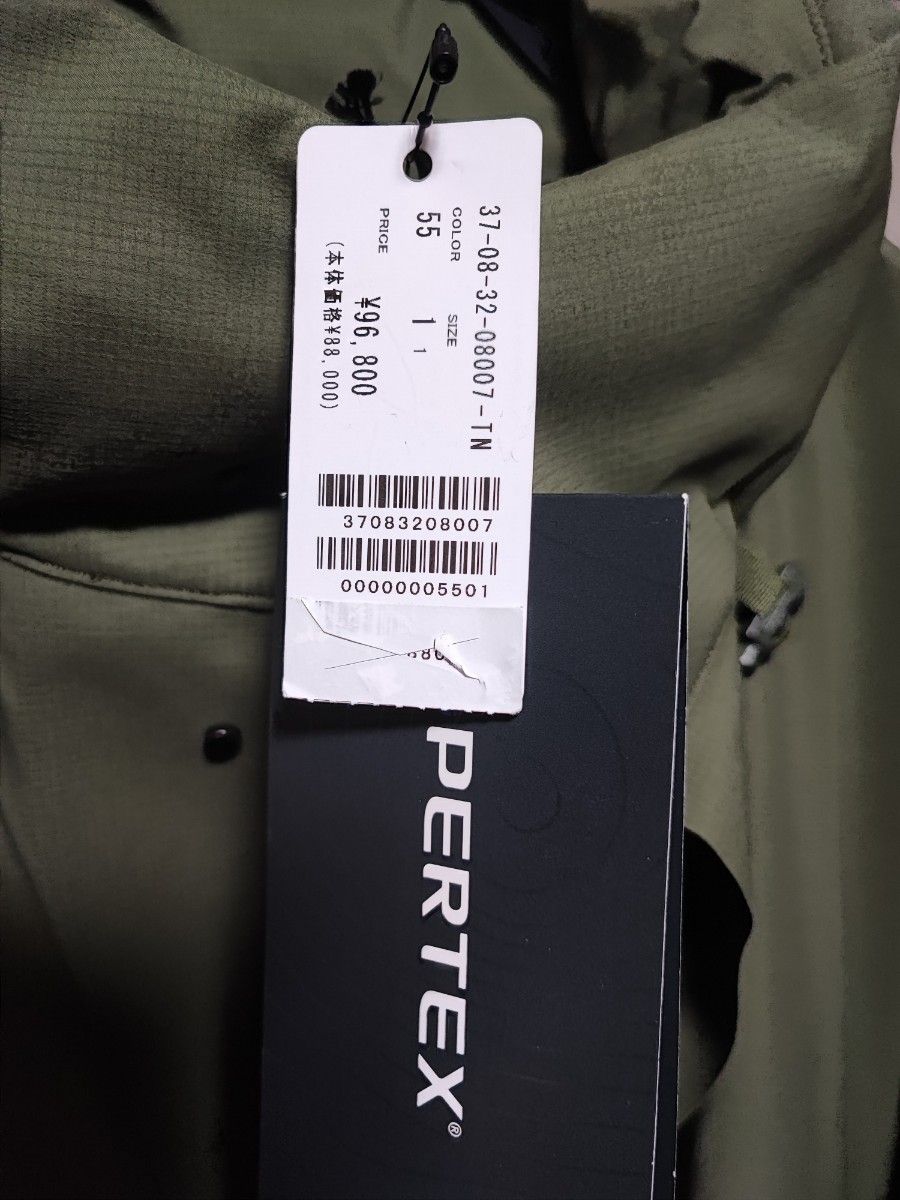 37-08-32-08007-TN
COLOR SIZE
55 1 1
PRICE
¥96,800
(本体価格¥88,000)
37083208007
00000005501
PERTEX®